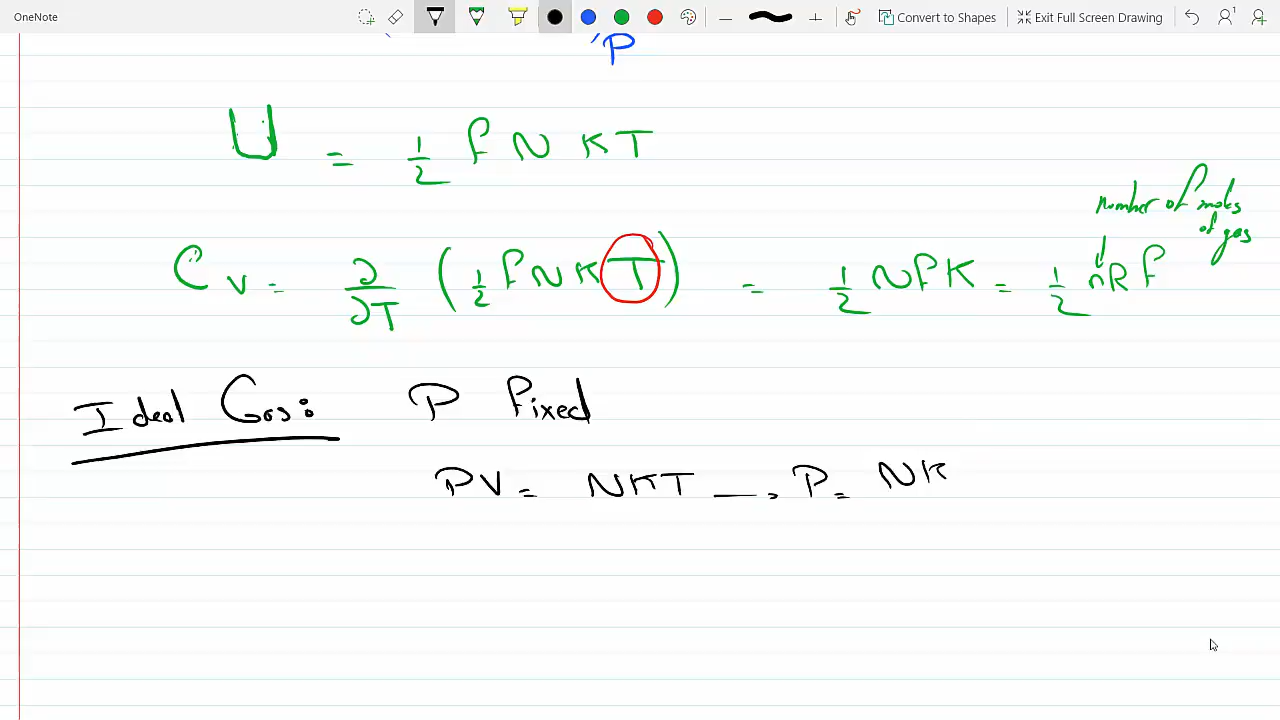 OneNote
Convert to Shapes
Exit Full Screen Drawing
P
U = 1/2 f N K T
number of moles
of gas
C_V = ∂/∂T (1/2 f N K T) = 1/2 N f K = 1/2 n R f
Ideal Gas: P fixed
PV = NKT → P = NK